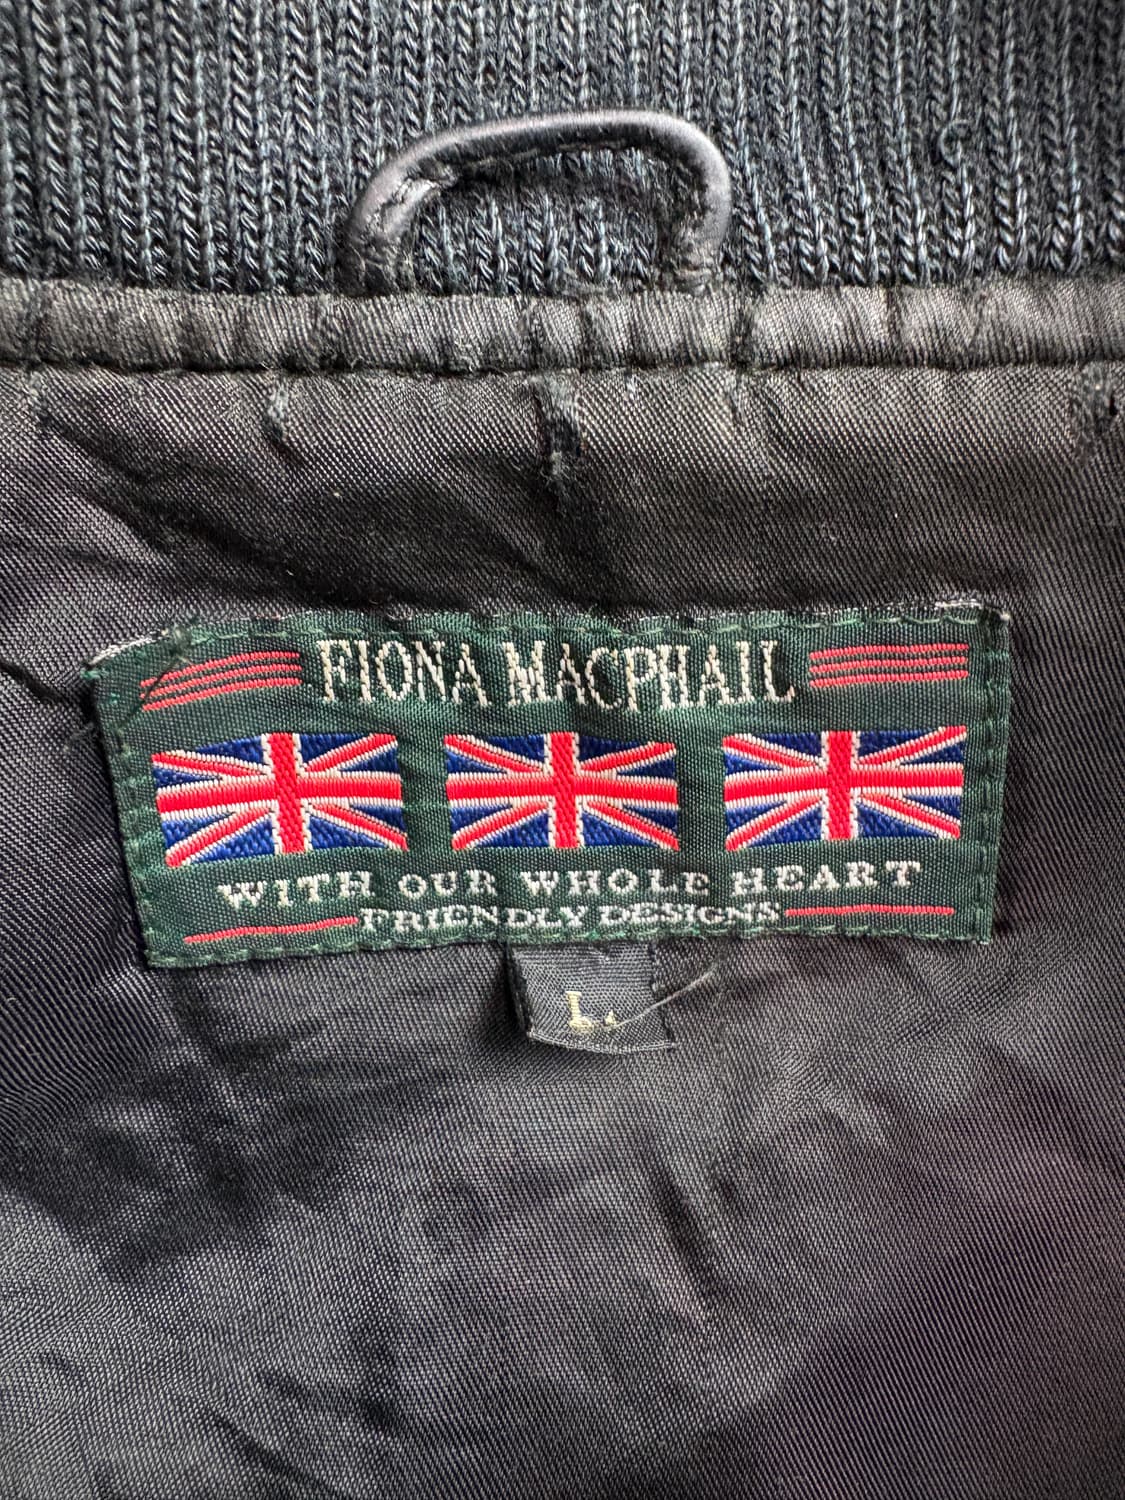 FIONA MACPHAIL
WITH OUR WHOLE HEART
FRIENDLY DESIGNS
L.